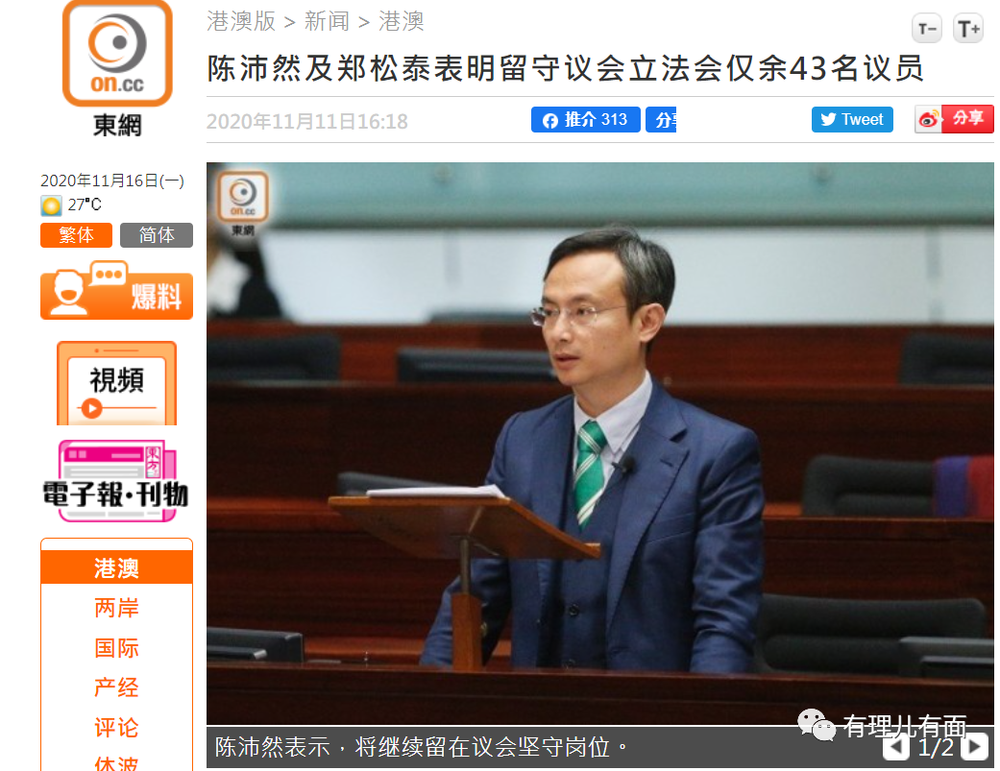 港澳版 > 新闻 > 港澳
T− T+
on.cc
東網
陈沛然及郑松泰表明留守议会立法会仅余43名议员
2020年11月11日16:18
推介 313
分享
Tweet
分享
2020年11月16日(一)
27°C
繁体 简体
爆料
視頻
東方
電子報·刊物
港澳
两岸
国际
产经
评论
体波
on.cc
東網
有理儿有面
陈沛然表示，将继续留在议会坚守岗位。
1/2